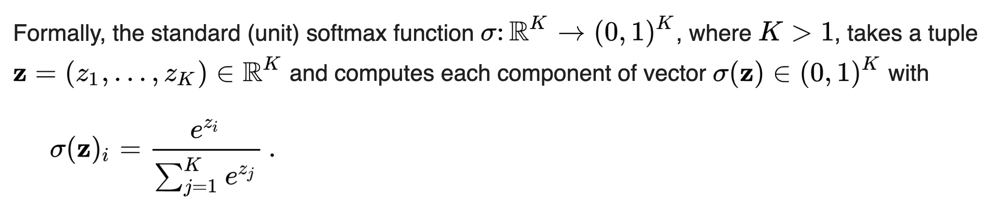 Formally, the standard (unit) softmax function σ: ℝ^K → (0, 1)^K, where K > 1, takes a tuple
𝐳 = (z_1, . . . , z_K) ∈ ℝ^K and computes each component of vector σ(𝐳) ∈ (0, 1)^K with
σ(𝐳)_i = e^{z_i} / ∑_{j=1}^K e^{z_j} .